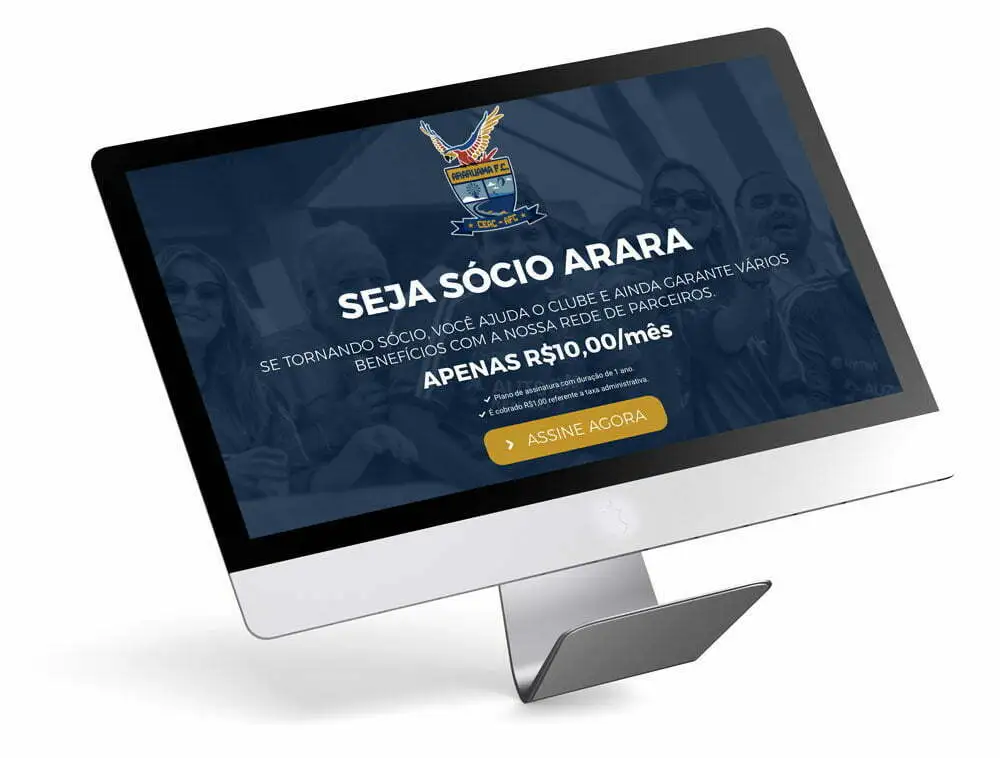 ARARUAMA F.C.
CEAC - AFC
SEJA SÓCIO ARARA
SE TORNANDO SÓCIO, VOCÊ AJUDA O CLUBE E AINDA GARANTE VÁRIOS
BENEFÍCIOS COM A NOSSA REDE DE PARCEIROS.
APENAS R$10,00/mês
Plano de assinatura com duração de 1 ano.
É cobrado R$1,00 referente a taxa administrativa.
ASSINE AGORA